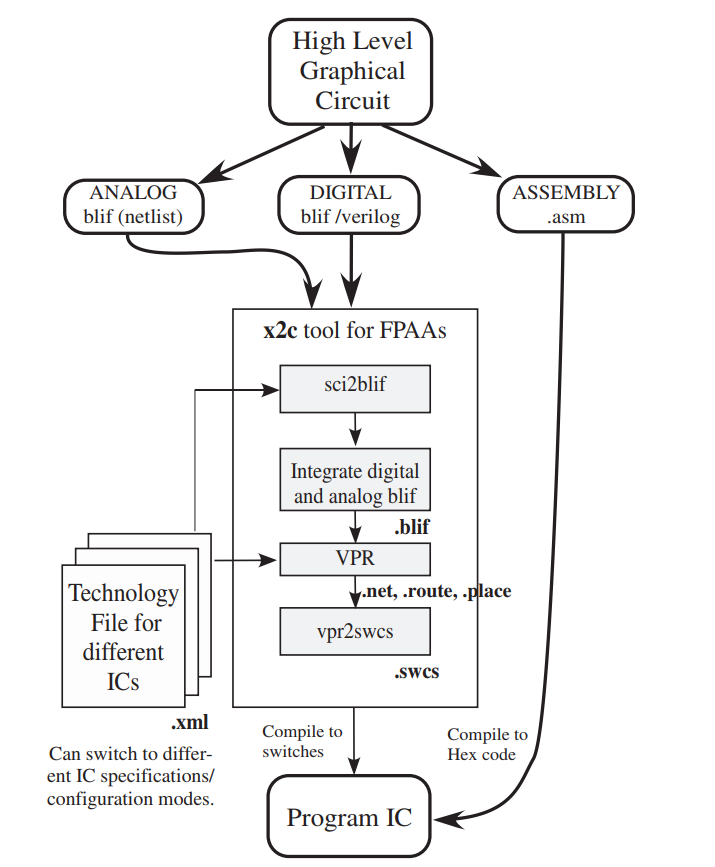 High Level
Graphical
Circuit
ANALOG
blif (netlist)
DIGITAL
blif /verilog
ASSEMBLY
.asm
x2c tool for FPAAs
sci2blif
Integrate digital
and analog blif
.blif
VPR
.net, .route, .place
vpr2swcs
.swcs
Technology
File for
different
ICs
.xml
Can switch to differ-
ent IC specifications/
configuration modes.
Compile to
switches
Compile to
Hex code
Program IC